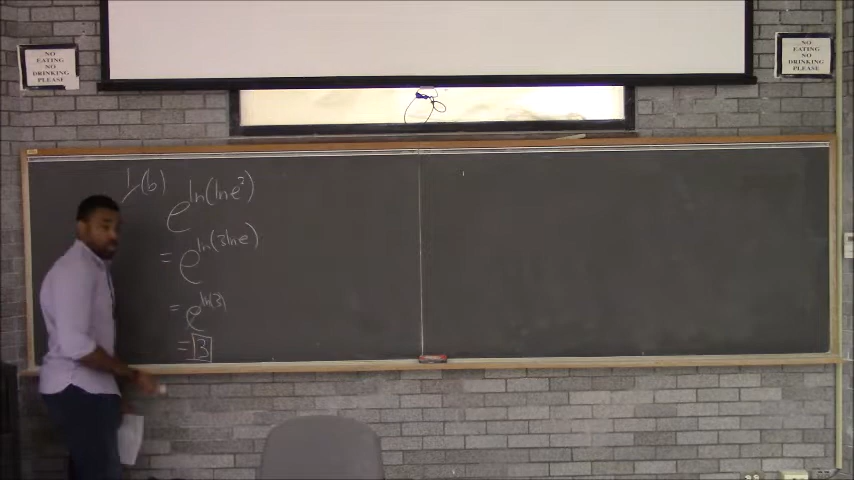 NO
EATING
NO
DRINKING
PLEASE
NO
EATING
NO
DRINKING
PLEASE
1 (b)
e^ln(ln e^3)
= e^ln(3 ln e)
= e^ln(3)
= 3